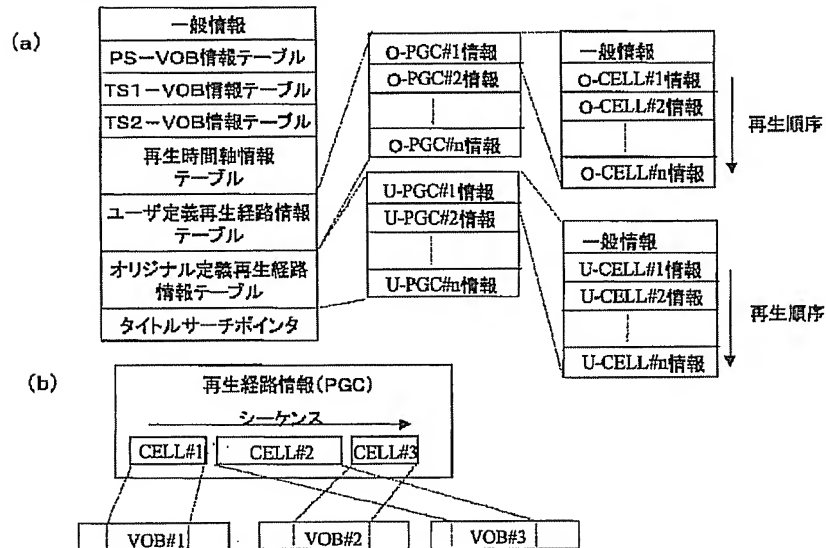 (a)
一般情報
PS－VOB情報テーブル
TS1－VOB情報テーブル
TS2－VOB情報テーブル
再生時間軸情報
テーブル
ユーザ定義再生経路情報
テーブル
オリジナル定義再生経路
情報テーブル
タイトルサーチポインタ
O-PGC#1情報
O-PGC#2情報
O-PGC#n情報
U-PGC#1情報
U-PGC#2情報
U-PGC#n情報
一般情報
O-CELL#1情報
O-CELL#2情報
O-CELL#n情報
再生順序
一般情報
U-CELL#1情報
U-CELL#2情報
U-CELL#n情報
再生順序
(b)
再生経路情報(PGC)
シーケンス
CELL#1 CELL#2 CELL#3
VOB#1 VOB#2 VOB#3